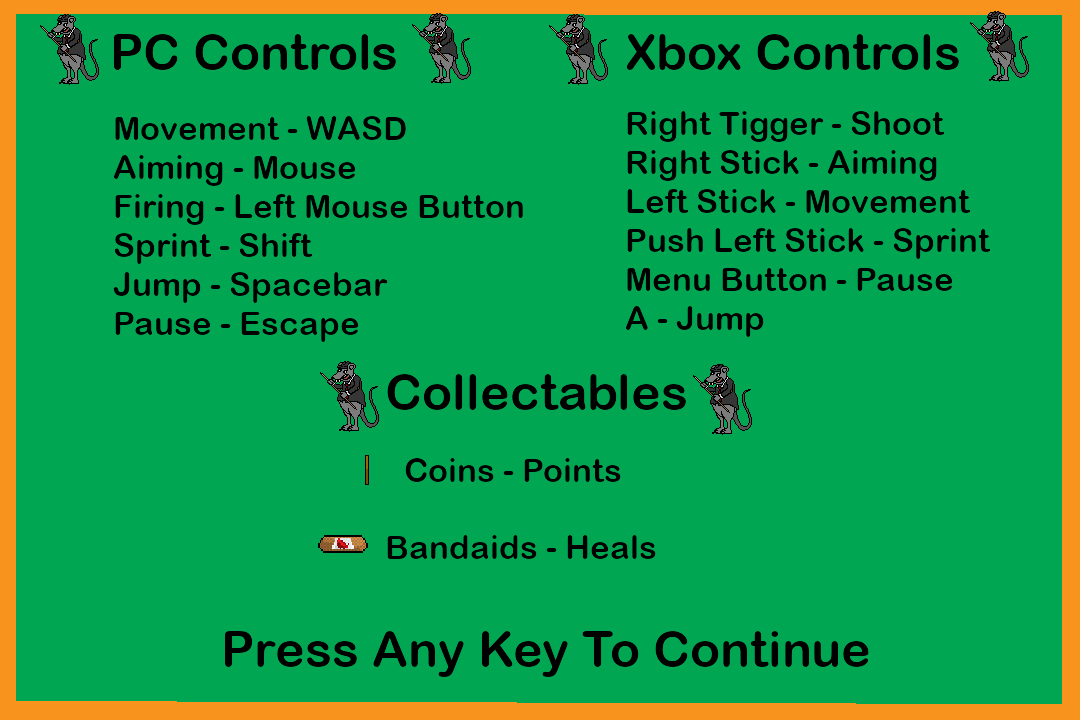 PC Controls
Movement - WASD
Aiming - Mouse
Firing - Left Mouse Button
Sprint - Shift
Jump - Spacebar
Pause - Escape
Xbox Controls
Right Tigger - Shoot
Right Stick - Aiming
Left Stick - Movement
Push Left Stick - Sprint
Menu Button - Pause
A - Jump
Collectables
Coins - Points
Bandaids - Heals
Press Any Key To Continue